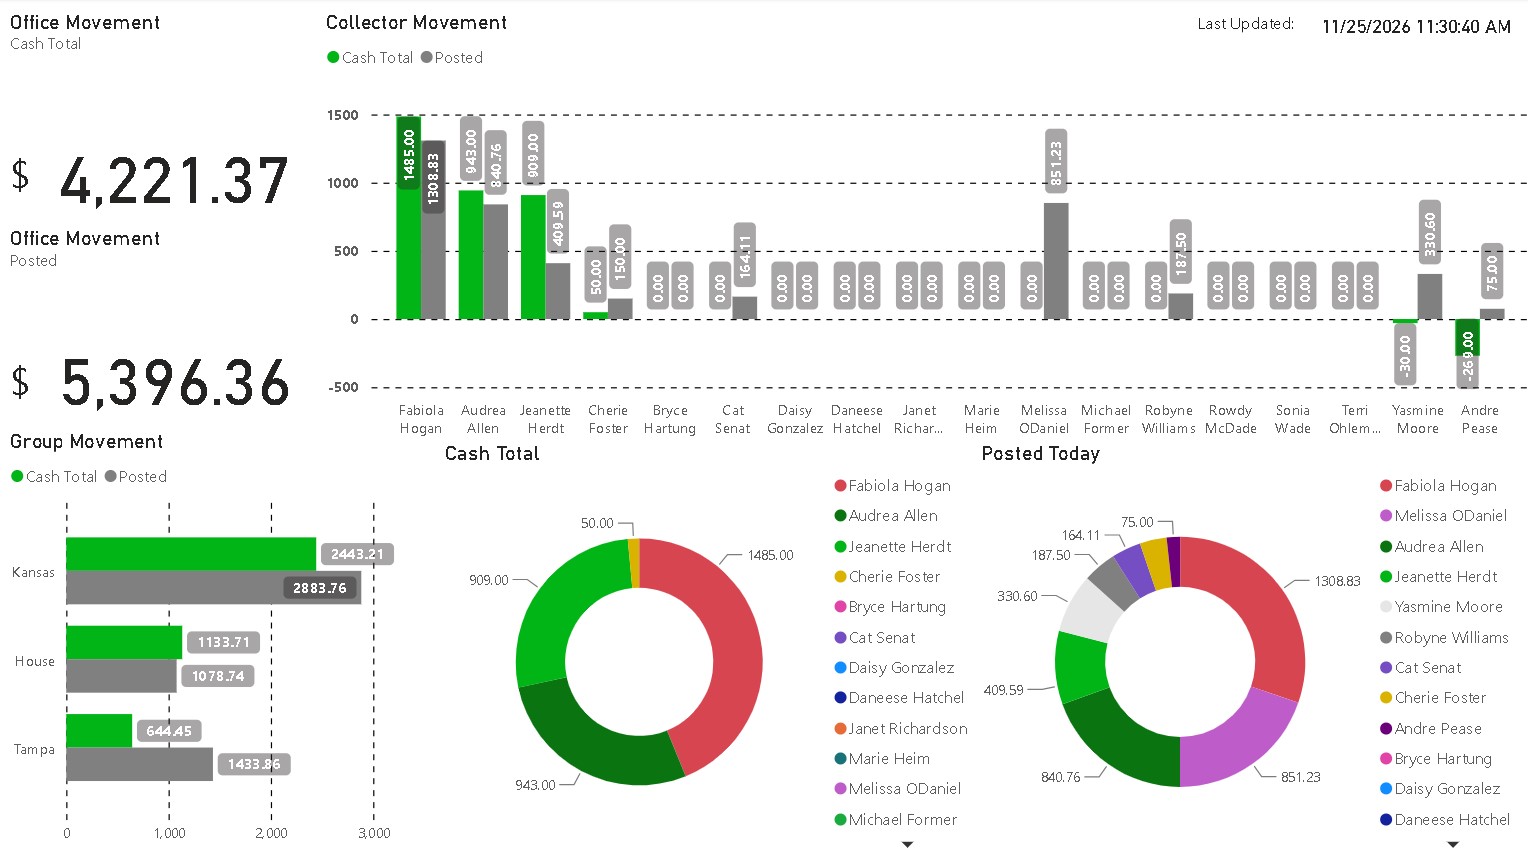 Office Movement
Cash Total
$ 4,221.37
Office Movement
Posted
$ 5,396.36
Collector Movement
Cash Total Posted
Last Updated: 11/25/2026 11:30:40 AM
1500
1000
500
0
-500
1485.00 1308.83
943.00 840.76
909.00 409.59
50.00 150.00
0.00 0.00
0.00 164.11
0.00 0.00
0.00 0.00
0.00 0.00
0.00 0.00
0.00 851.23
0.00 0.00
0.00 187.50
0.00 0.00
0.00 0.00
0.00 0.00
-30.00 330.60
-269.00 75.00
Fabiola Hogan
Audrea Allen
Jeanette Herdt
Cherie Foster
Bryce Hartung
Cat Senat
Daisy Gonzalez
Daneese Hatchel
Janet Richar...
Marie Heim
Melissa ODaniel
Michael Former
Robyne Williams
Rowdy McDade
Sonia Wade
Terri Ohlem...
Yasmine Moore
Andre Pease
Group Movement
Cash Total Posted
Kansas
2443.21
2883.76
House
1133.71
1078.74
Tampa
644.45
1433.86
0 1,000 2,000 3,000
Cash Total
50.00
1485.00
909.00
943.00
Fabiola Hogan
Audrea Allen
Jeanette Herdt
Cherie Foster
Bryce Hartung
Cat Senat
Daisy Gonzalez
Daneese Hatchel
Janet Richardson
Marie Heim
Melissa ODaniel
Michael Former
Posted Today
75.00
164.11
187.50
330.60
409.59
840.76
851.23
1308.83
Fabiola Hogan
Melissa ODaniel
Audrea Allen
Jeanette Herdt
Yasmine Moore
Robyne Williams
Cat Senat
Cherie Foster
Andre Pease
Bryce Hartung
Daisy Gonzalez
Daneese Hatchel